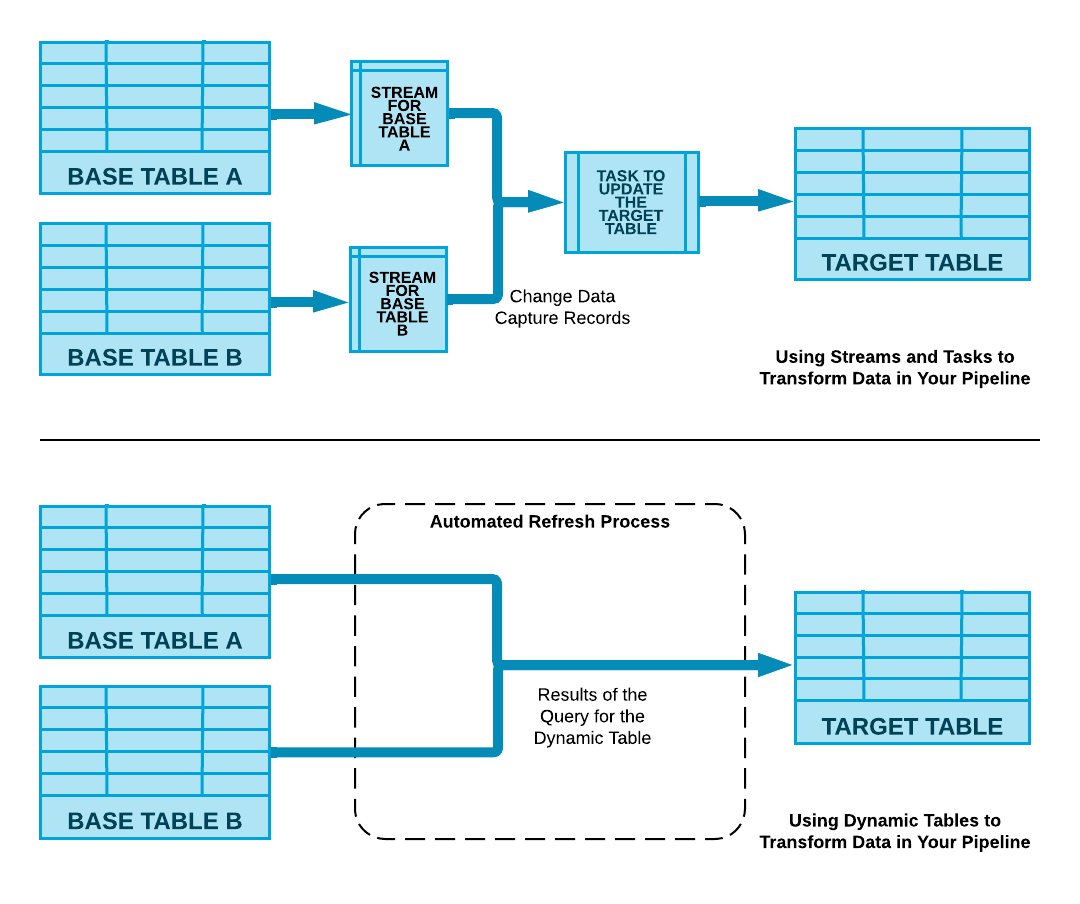 BASE TABLE A
STREAM
FOR
BASE
TABLE
A
BASE TABLE B
STREAM
FOR
BASE
TABLE
B
Change Data
Capture Records
TASK TO
UPDATE
THE
TARGET
TABLE
TARGET TABLE
Using Streams and Tasks to
Transform Data in Your Pipeline
BASE TABLE A
BASE TABLE B
Automated Refresh Process
Results of the
Query for the
Dynamic Table
TARGET TABLE
Using Dynamic Tables to
Transform Data in Your Pipeline